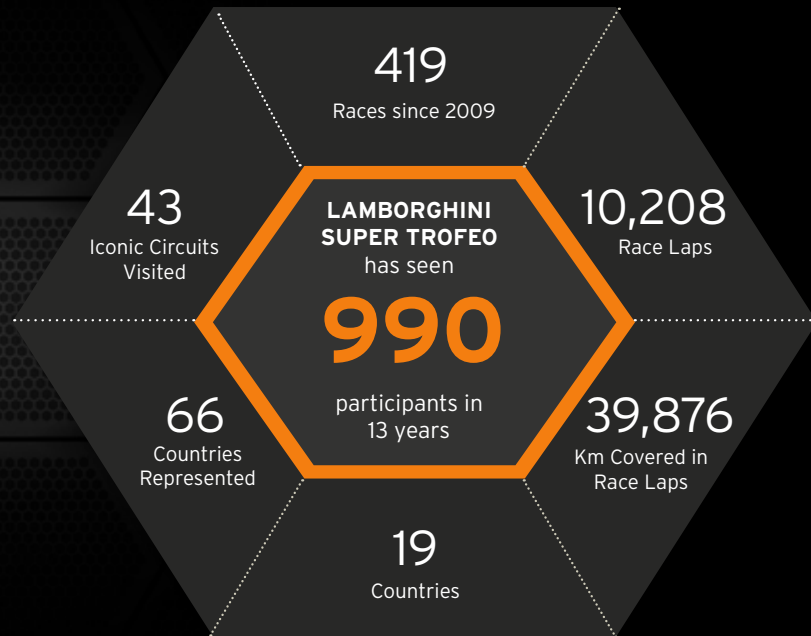 419
Races since 2009
43
Iconic Circuits
Visited
LAMBORGHINI
SUPER TROFEO
has seen
990
participants in
13 years
10,208
Race Laps
66
Countries
Represented
39,876
Km Covered in
Race Laps
19
Countries